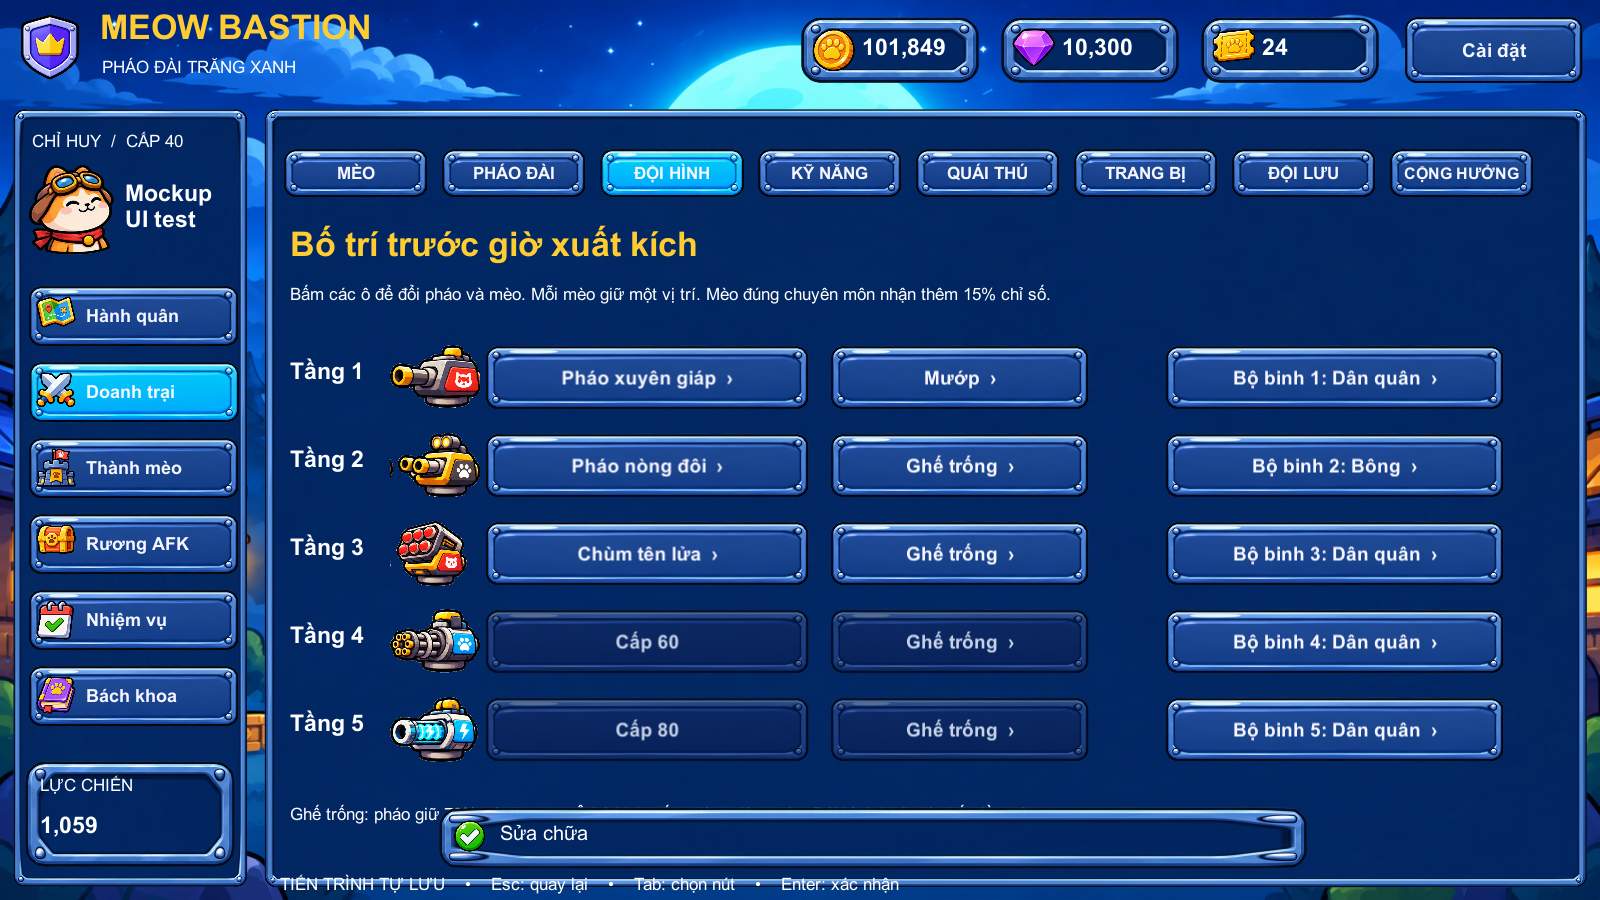 MEOW BASTION
PHÁO ĐÀI TRĂNG XANH
101,849
10,300
24
Cài đặt
CHỈ HUY / CẤP 40
Mockup
UI test
Hành quân
Doanh trại
Thành mèo
Rương AFK
Nhiệm vụ
Bách khoa
LỰC CHIẾN
1,059
MÈO
PHÁO ĐÀI
ĐỘI HÌNH
KỸ NĂNG
QUÁI THÚ
TRANG BỊ
ĐỘI LƯU
CỘNG HƯỞNG
Bố trí trước giờ xuất kích
Bấm các ô để đổi pháo và mèo. Mỗi mèo giữ một vị trí. Mèo đúng chuyên môn nhận thêm 15% chỉ số.
Tầng 1 Pháo xuyên giáp › Mướp › Bộ binh 1: Dân quân ›
Tầng 2 Pháo nòng đôi › Ghế trống › Bộ binh 2: Bông ›
Tầng 3 Chùm tên lửa › Ghế trống › Bộ binh 3: Dân quân ›
Tầng 4 Cấp 60 Ghế trống › Bộ binh 4: Dân quân ›
Tầng 5 Cấp 80 Ghế trống › Bộ binh 5: Dân quân ›
Ghế trống: pháo giữ
Sửa chữa
TIẾN TRÌNH TỰ LƯU • Esc: quay lại • Tab: chọn nút • Enter: xác nhận